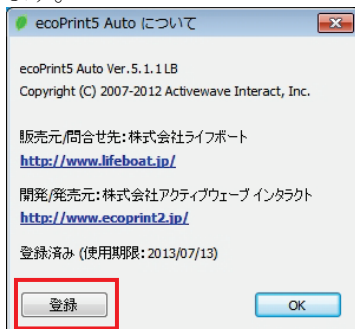 ecoPrint5 Auto について
ecoPrint5 Auto Ver.5.1.1LB
Copyright (C) 2007-2012 Activewave Interact, Inc.
販売元/問合せ先：株式会社ライフボート
http://www.lifeboat.jp/
開発/発売元：株式会社アクティブウェーブ インタラクト
http://www.ecoprint2.jp/
登録済み (使用期限：2013/07/13)
登録
OK